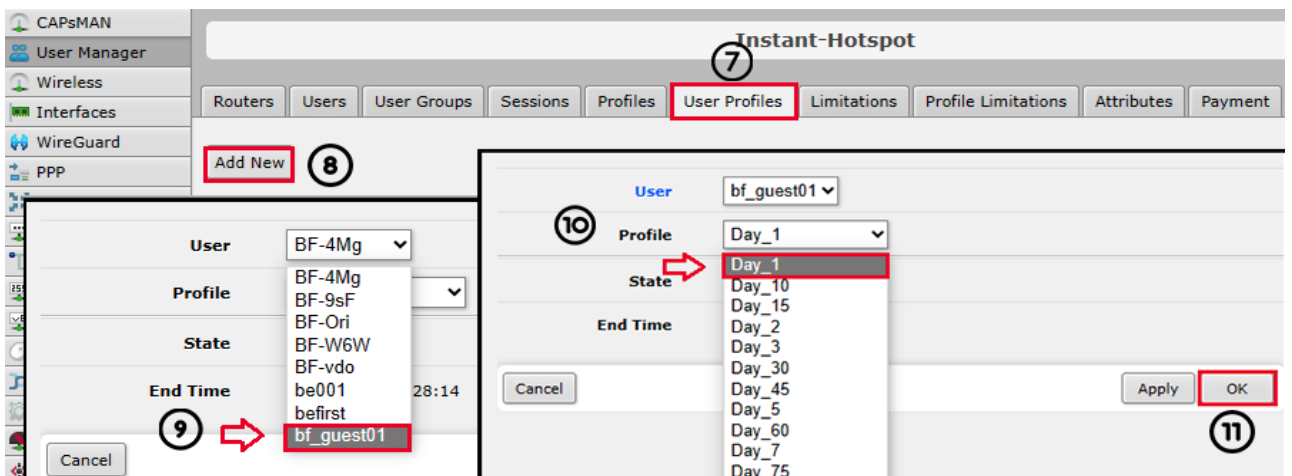 CAPsMAN
User Manager
Wireless
Interfaces
WireGuard
PPP
Instant-Hotspot
7
Routers Users User Groups Sessions Profiles User Profiles Limitations Profile Limitations Attributes Payment
Add New 8
User BF-4Mg
BF-4Mg
BF-9sF
BF-Ori
BF-W6W
BF-vdo
be001
befirst
bf_guest01
Profile
State
End Time 28:14
9
Cancel
User bf_guest01
10 Profile Day_1
Day_1
Day_10
Day_15
Day_2
Day_3
Day_30
Day_45
Day_5
Day_60
Day_7
Day_75
State
End Time
Cancel Apply OK
11